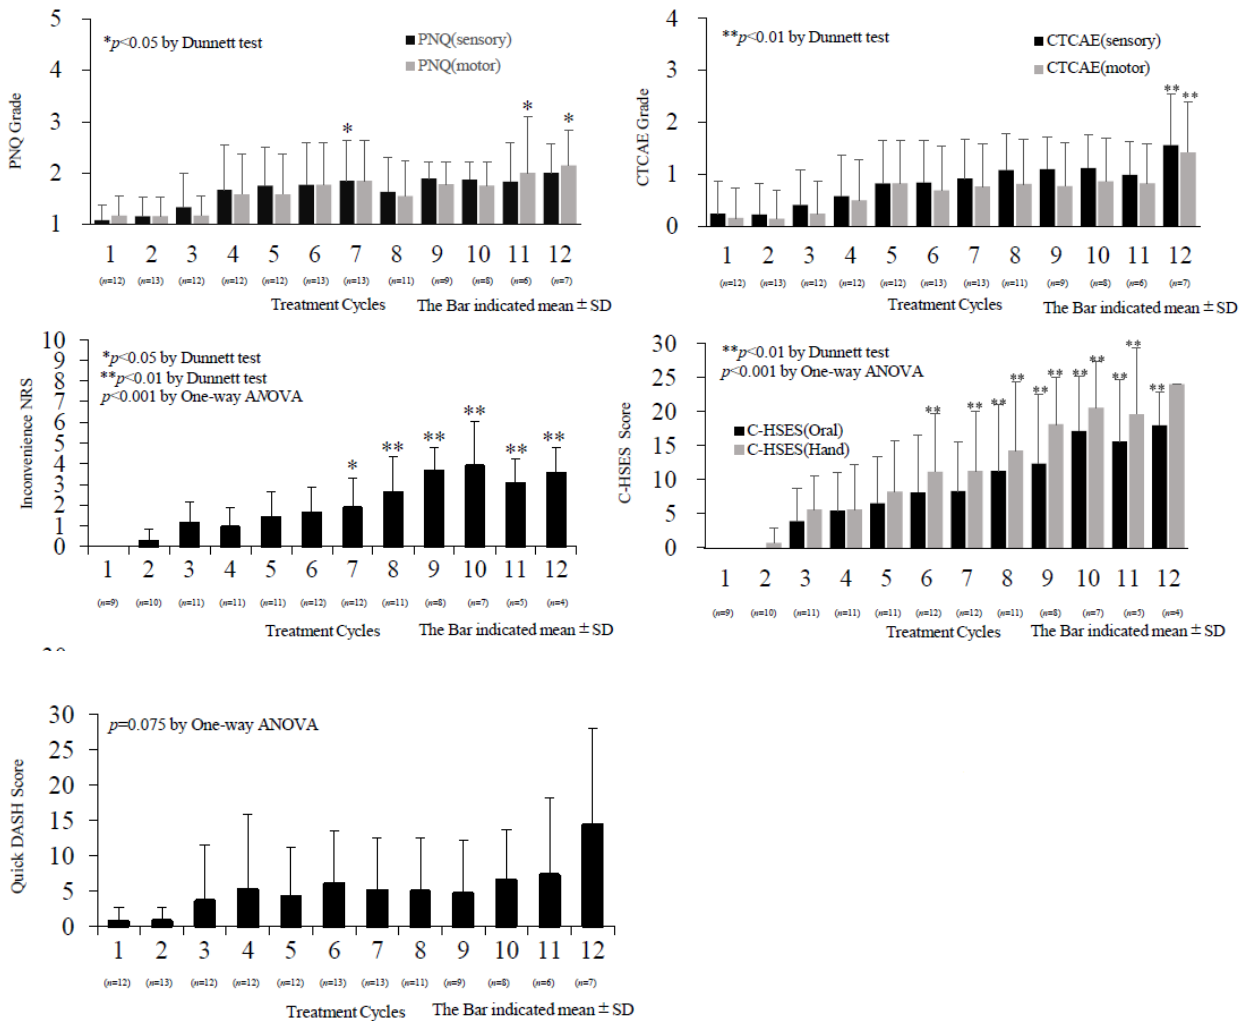 5
4
3
2
1
PNQ Grade
*p<0.05 by Dunnett test
PNQ(sensory)
PNQ(motor)
* * *
1 2 3 4 5 6 7 8 9 10 11 12
(n=12) (n=13) (n=12) (n=12) (n=12) (n=13) (n=13) (n=11) (n=9) (n=8) (n=6) (n=7)
Treatment Cycles The Bar indicated mean ± SD
4
3
2
1
0
CTCAE Grade
**p<0.01 by Dunnett test
CTCAE(sensory)
CTCAE(motor)
** **
1 2 3 4 5 6 7 8 9 10 11 12
(n=12) (n=13) (n=12) (n=12) (n=12) (n=13) (n=13) (n=11) (n=9) (n=8) (n=6) (n=7)
Treatment Cycles The Bar indicated mean ± SD
10
9
8
7
6
5
4
3
2
1
0
Inconvenience NRS
*p<0.05 by Dunnett test
**p<0.01 by Dunnett test
p<0.001 by One-way ANOVA
* ** ** ** ** **
1 2 3 4 5 6 7 8 9 10 11 12
(n=9) (n=10) (n=11) (n=11) (n=11) (n=12) (n=12) (n=11) (n=8) (n=7) (n=5) (n=4)
Treatment Cycles The Bar indicated mean ± SD
30
25
20
15
10
5
0
C-HSES Score
**p<0.01 by Dunnett test
p<0.001 by One-way ANOVA
C-HSES(Oral)
C-HSES(Hand)
** ** ** ** ** ** ** ** ** **
1 2 3 4 5 6 7 8 9 10 11 12
(n=9) (n=10) (n=11) (n=11) (n=11) (n=12) (n=12) (n=11) (n=8) (n=7) (n=5) (n=4)
Treatment Cycles The Bar indicated mean ± SD
30
25
20
15
10
5
0
Quick DASH Score
p=0.075 by One-way ANOVA
1 2 3 4 5 6 7 8 9 10 11 12
(n=12) (n=13) (n=12) (n=12) (n=12) (n=13) (n=13) (n=11) (n=9) (n=8) (n=6) (n=7)
Treatment Cycles The Bar indicated mean ± SD